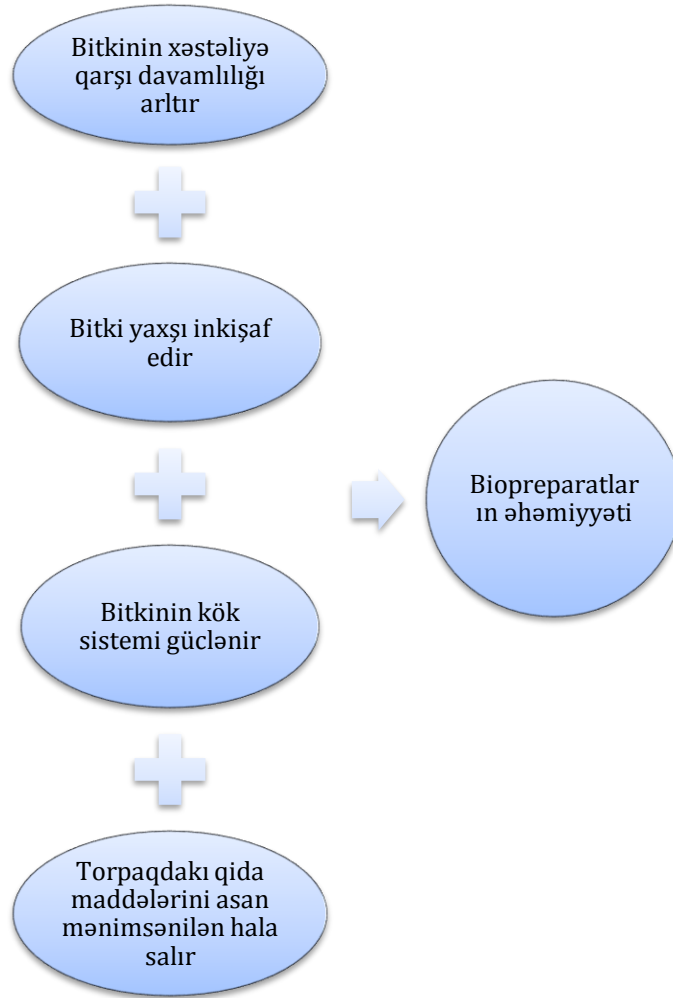 Bitkinin xəstəliyə
qarşı davamlılığı
arltır
Bitki yaxşı inkişaf
edir
Bitkinin kök
sistemi güclənir
Torpaqdakı qida
maddələrini asan
mənimsənilən hala
salır
Biopreparatlar
ın əhəmiyyəti